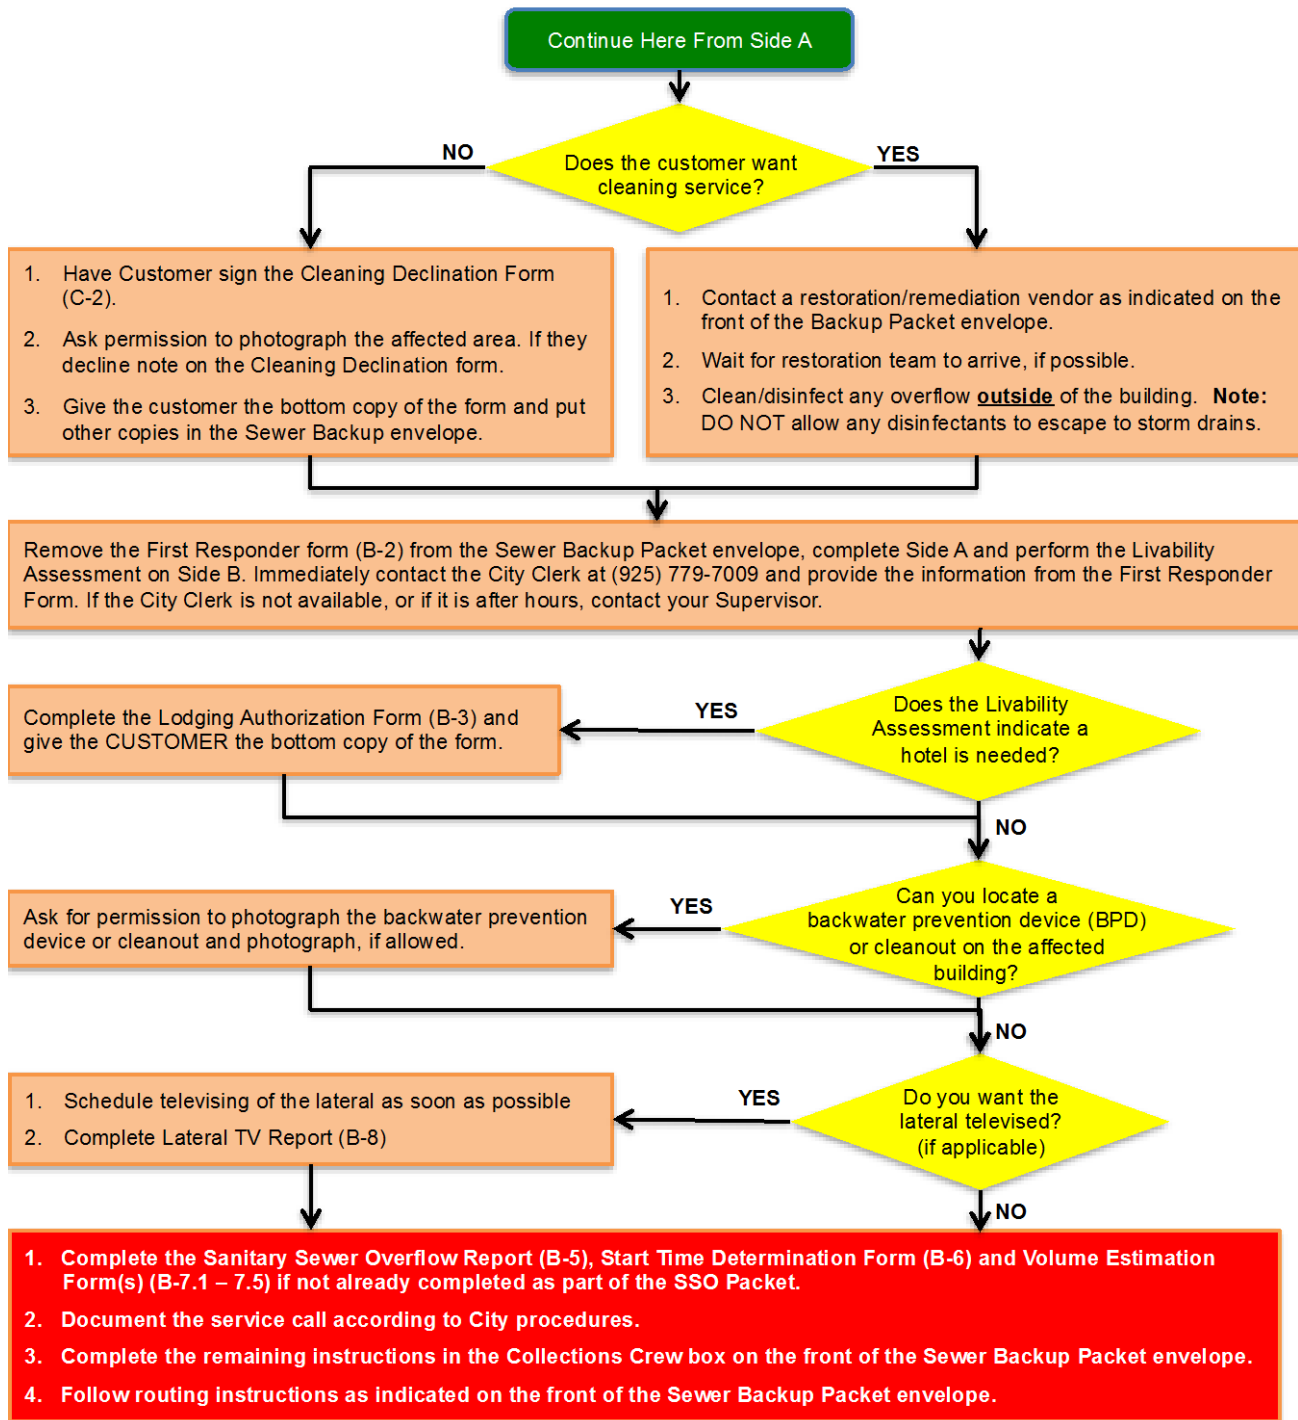 Continue Here From Side A
Does the customer want
cleaning service?
NO
YES
1. Have Customer sign the Cleaning Declination Form
(C-2).
2. Ask permission to photograph the affected area. If they
decline note on the Cleaning Declination form.
3. Give the customer the bottom copy of the form and put
other copies in the Sewer Backup envelope.
1. Contact a restoration/remediation vendor as indicated on the
front of the Backup Packet envelope.
2. Wait for restoration team to arrive, if possible.
3. Clean/disinfect any overflow outside of the building. Note:
DO NOT allow any disinfectants to escape to storm drains.
Remove the First Responder form (B-2) from the Sewer Backup Packet envelope, complete Side A and perform the Livability
Assessment on Side B. Immediately contact the City Clerk at (925) 779-7009 and provide the information from the First Responder
Form. If the City Clerk is not available, or if it is after hours, contact your Supervisor.
Does the Livability
Assessment indicate a
hotel is needed?
YES
Complete the Lodging Authorization Form (B-3) and
give the CUSTOMER the bottom copy of the form.
NO
Can you locate a
backwater prevention device (BPD)
or cleanout on the affected
building?
YES
Ask for permission to photograph the backwater prevention
device or cleanout and photograph, if allowed.
NO
Do you want the
lateral televised?
(if applicable)
YES
1. Schedule televising of the lateral as soon as possible
2. Complete Lateral TV Report (B-8)
NO
1. Complete the Sanitary Sewer Overflow Report (B-5), Start Time Determination Form (B-6) and Volume Estimation
Form(s) (B-7.1 – 7.5) if not already completed as part of the SSO Packet.
2. Document the service call according to City procedures.
3. Complete the remaining instructions in the Collections Crew box on the front of the Sewer Backup Packet envelope.
4. Follow routing instructions as indicated on the front of the Sewer Backup Packet envelope.